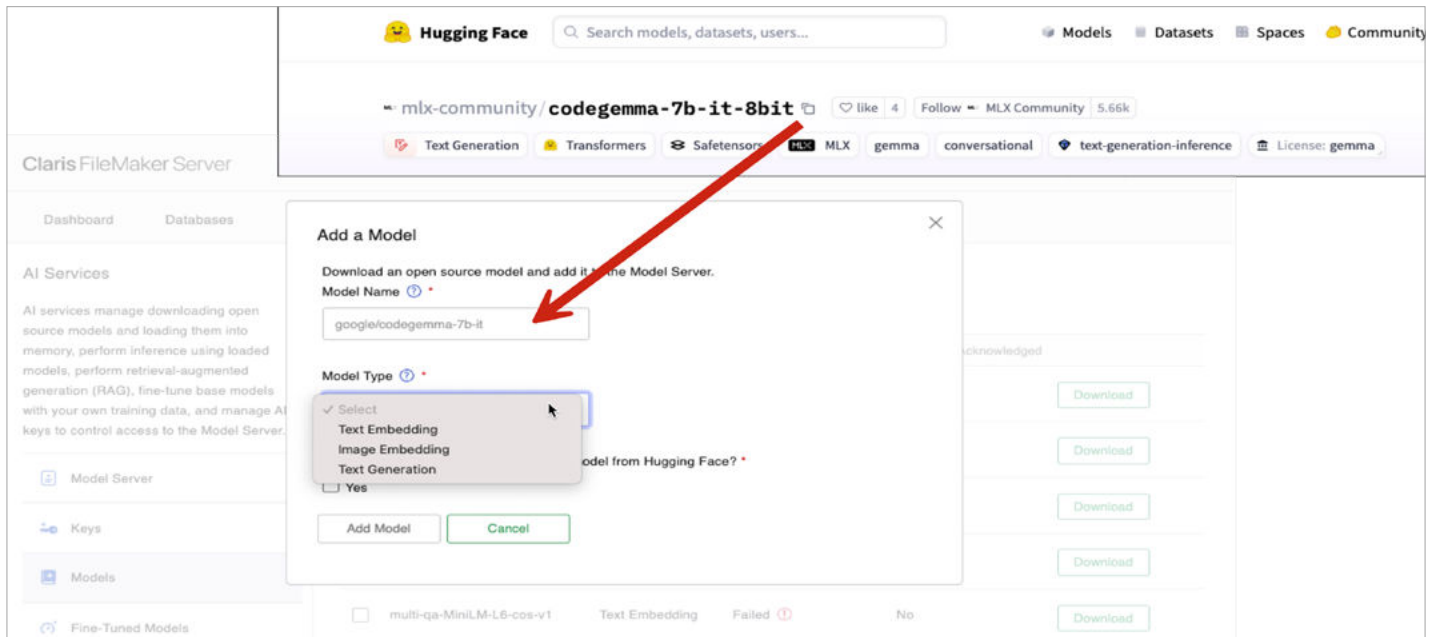 Hugging Face
Search models, datasets, users...
Models
Datasets
Spaces
Community
mlx-community/codegemma-7b-it-8bit
like 4
Follow MLX Community 5.66k
Text Generation
Transformers
Safetensors
MLX MLX
gemma
conversational
text-generation-inference
License: gemma
Claris FileMaker Server
Dashboard
Databases
AI Services
AI services manage downloading open
source models and loading them into
memory, perform inference using loaded
models, perform retrieval-augmented
generation (RAG), fine-tune base models
with your own training data, and manage AI
keys to control access to the Model Server.
Model Server
Keys
Models
Fine-Tuned Models
Add a Model
Download an open source model and add it to the Model Server.
Model Name ? *
google/codegemma-7b-it
Model Type ? *
✓ Select
Text Embedding
Image Embedding
Text Generation
odel from Hugging Face? *
Yes
Add Model
Cancel
Acknowledged
Download
Download
Download
Download
multi-qa-MiniLM-L6-cos-v1 Text Embedding Failed No Download